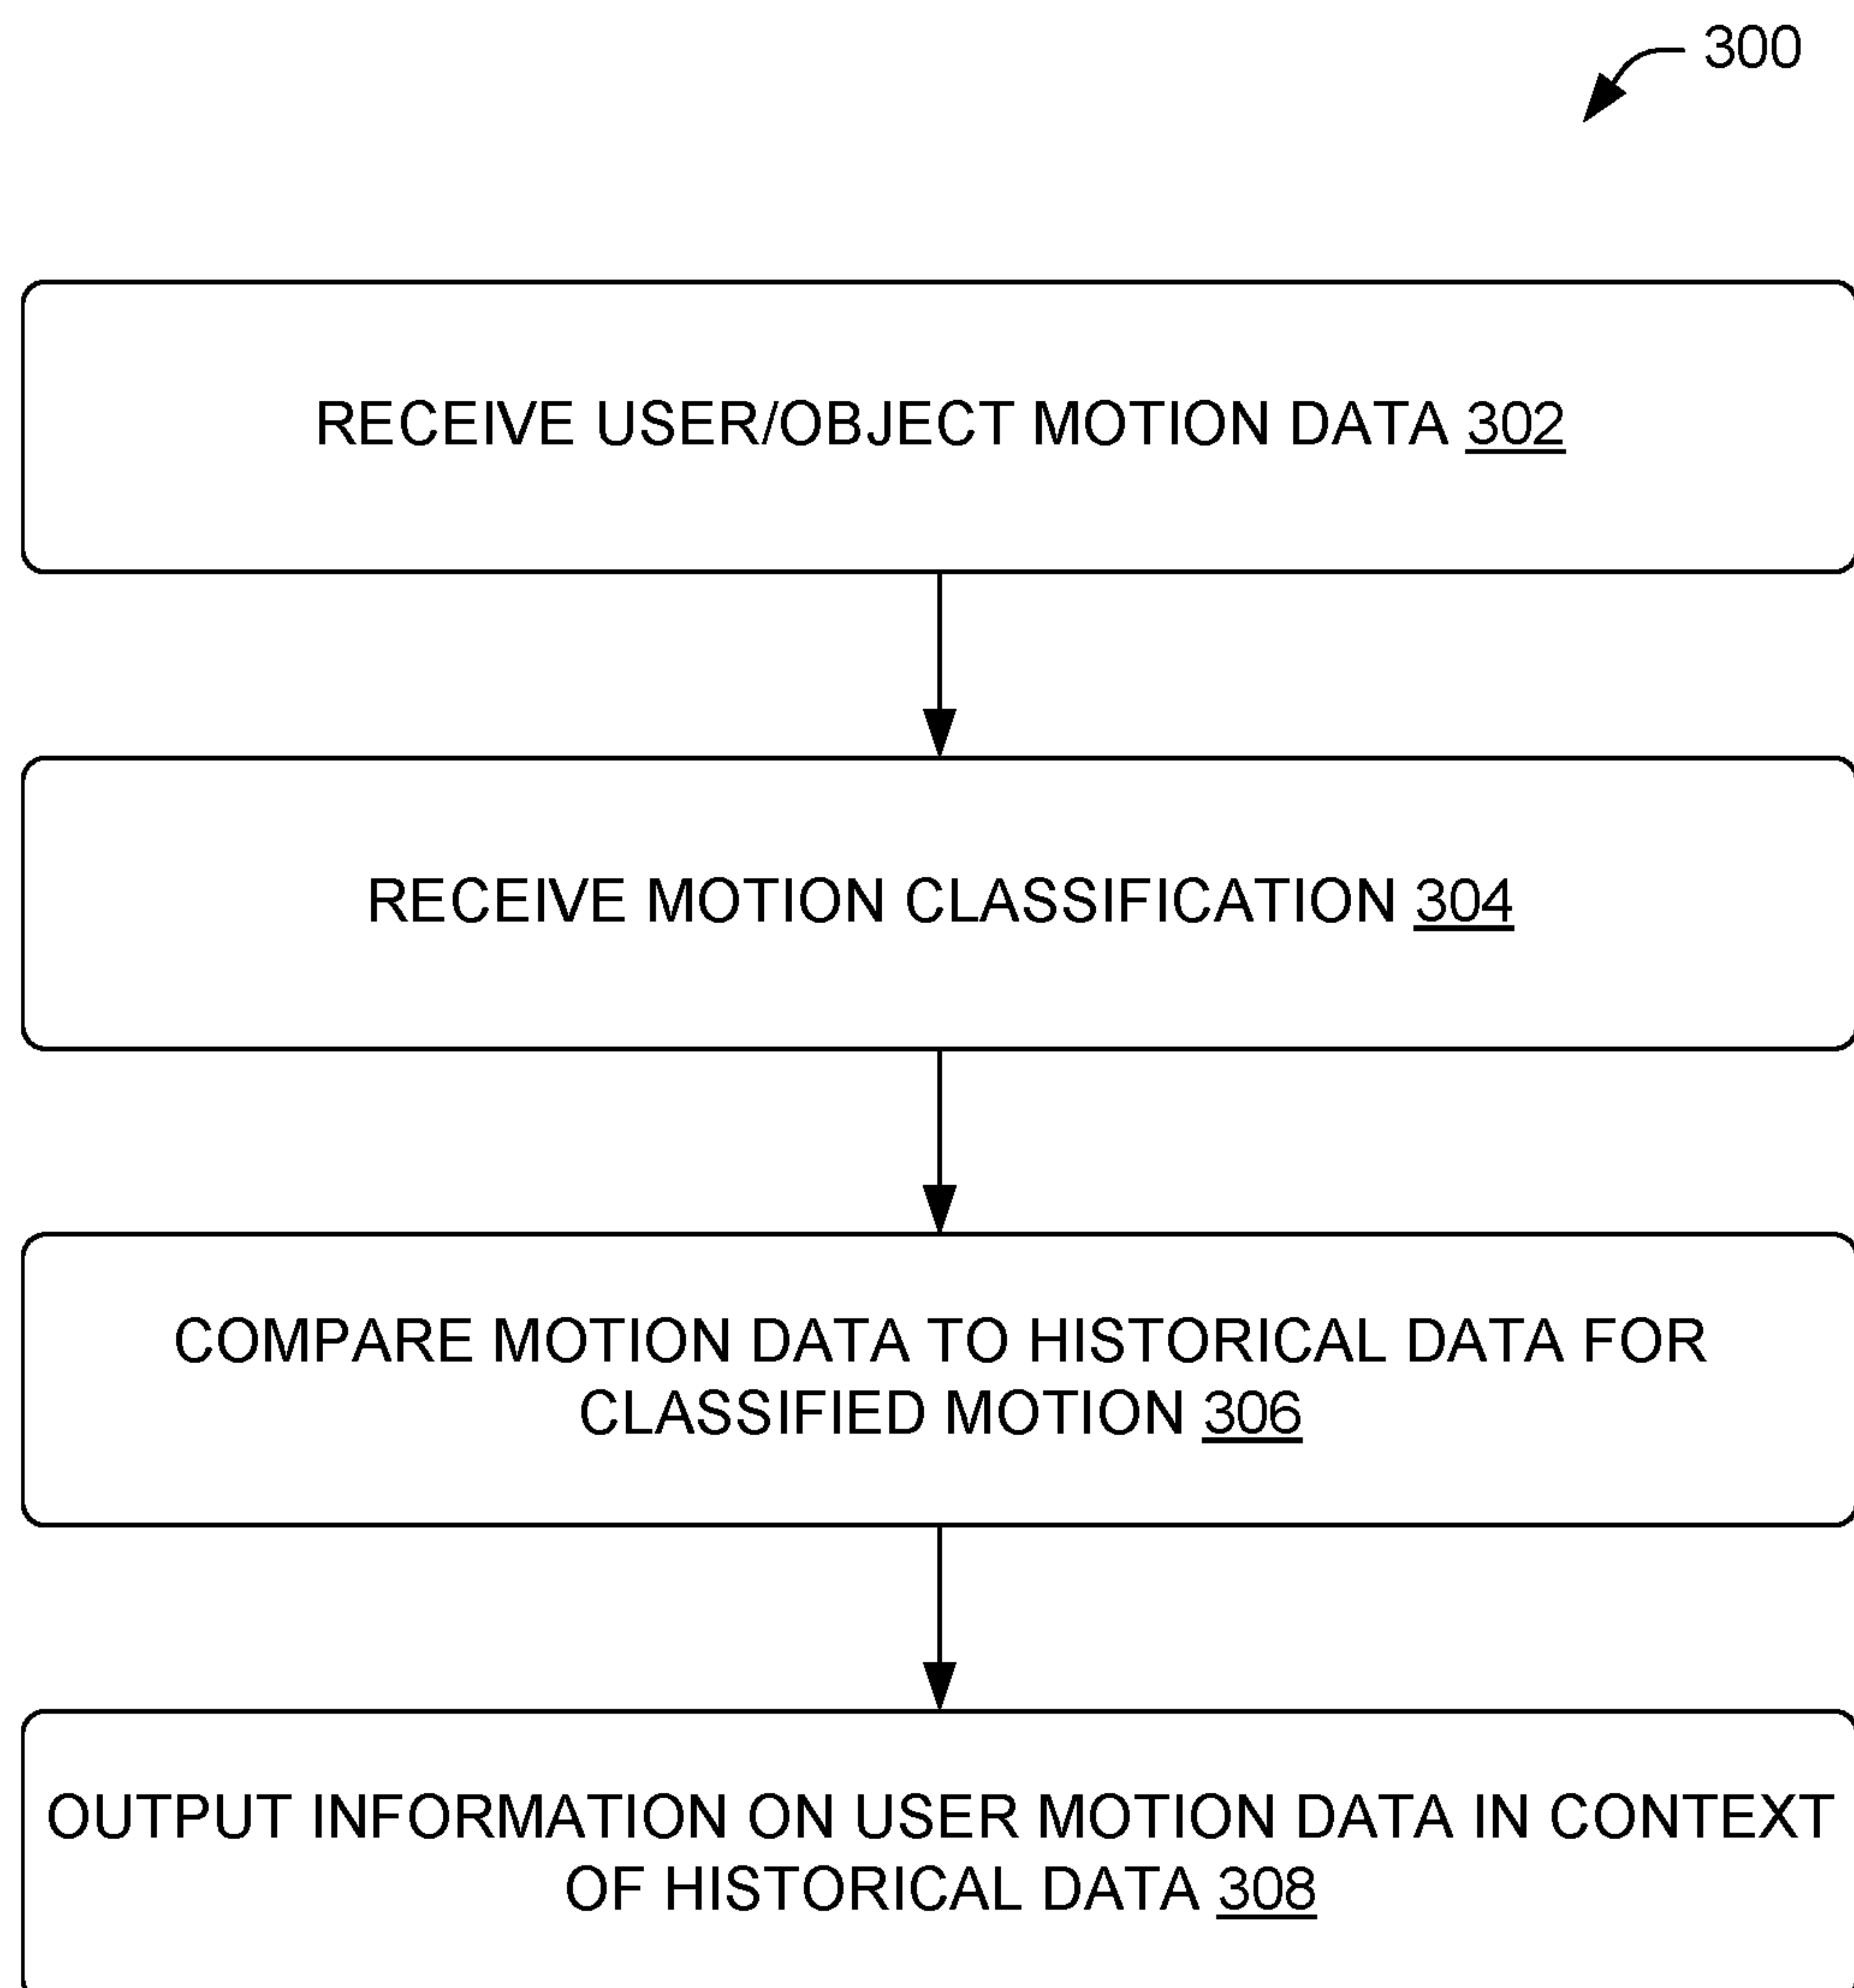 300
RECEIVE USER/OBJECT MOTION DATA 302
RECEIVE MOTION CLASSIFICATION 304
COMPARE MOTION DATA TO HISTORICAL DATA FOR
CLASSIFIED MOTION 306
OUTPUT INFORMATION ON USER MOTION DATA IN CONTEXT
OF HISTORICAL DATA 308